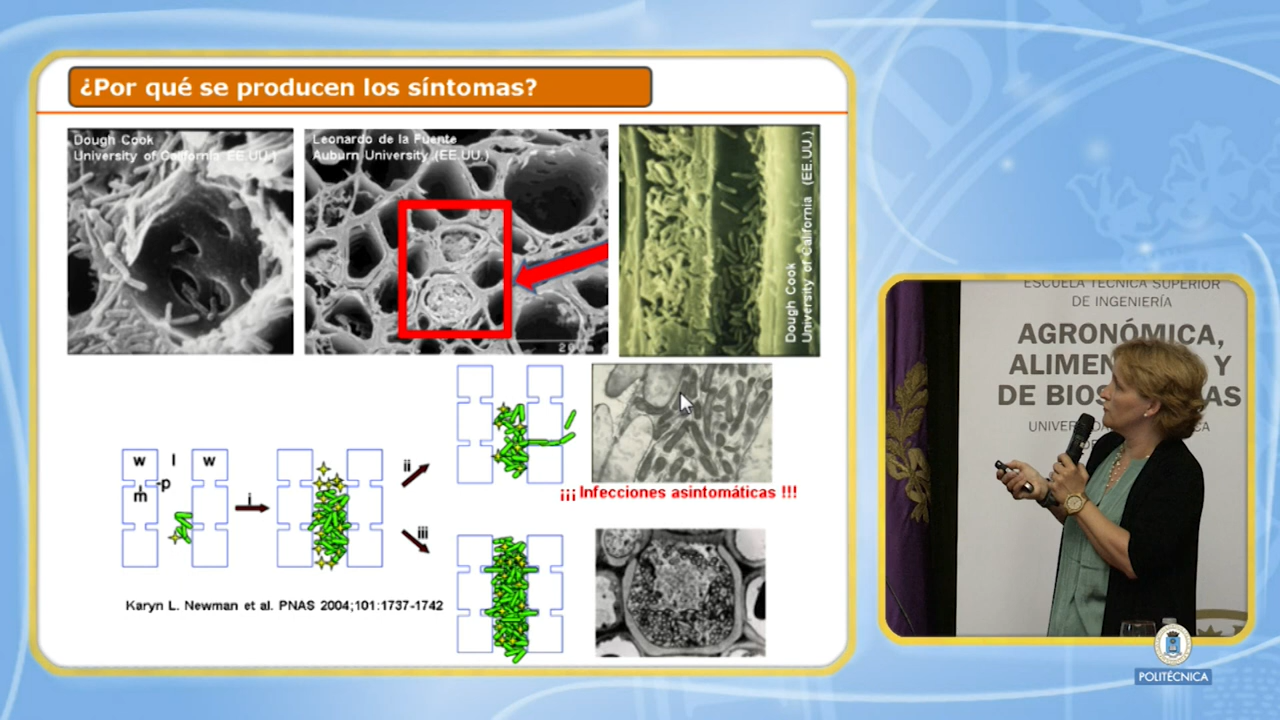 ¿Por qué se producen los síntomas?
Dough Cook
University of California EE.UU.)
Leonardo de la Fuente
Auburn University (EE.UU.)
Dough Cook
University of California (EE.UU.)
w l w
m p
i
ii
iii
¡¡¡ Infecciones asintomáticas !!!
Karyn L. Newman et al. PNAS 2004;101:1737-1742
ESCUELA TÉCNICA SUPERIOR
DE INGENIERÍA
AGRONÓMICA,
ALIMEN Y
DE BIOS AS
POLITÉCNICA